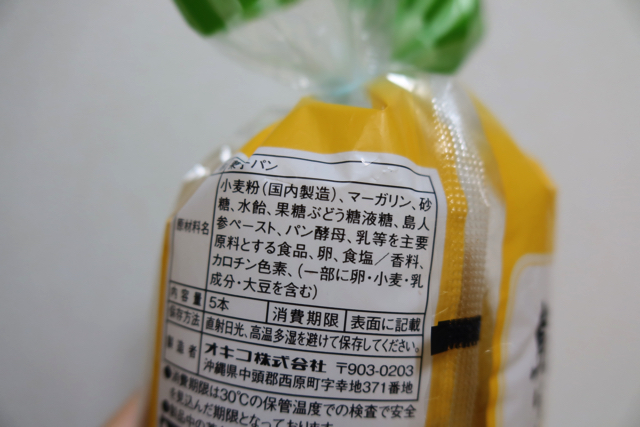 パン
原材料名
小麦粉(国内製造)、マーガリン、砂
糖、水飴、果糖ぶどう糖液糖、島人
参ペースト、パン酵母、乳等を主要
原料とする食品、卵、食塩/香料、
カロチン色素、(一部に卵・小麦・乳
成分・大豆を含む)
内容量 5本 消費期限 表面に記載
保存方法 直射日光、高温多湿を避けて保存してください。
製造者 オキコ株式会社 〒903-0203
沖縄県中頭郡西原町字幸地371番地
●消費期限は30℃の保管温度での検査で安全
を見込んだ期限となっております